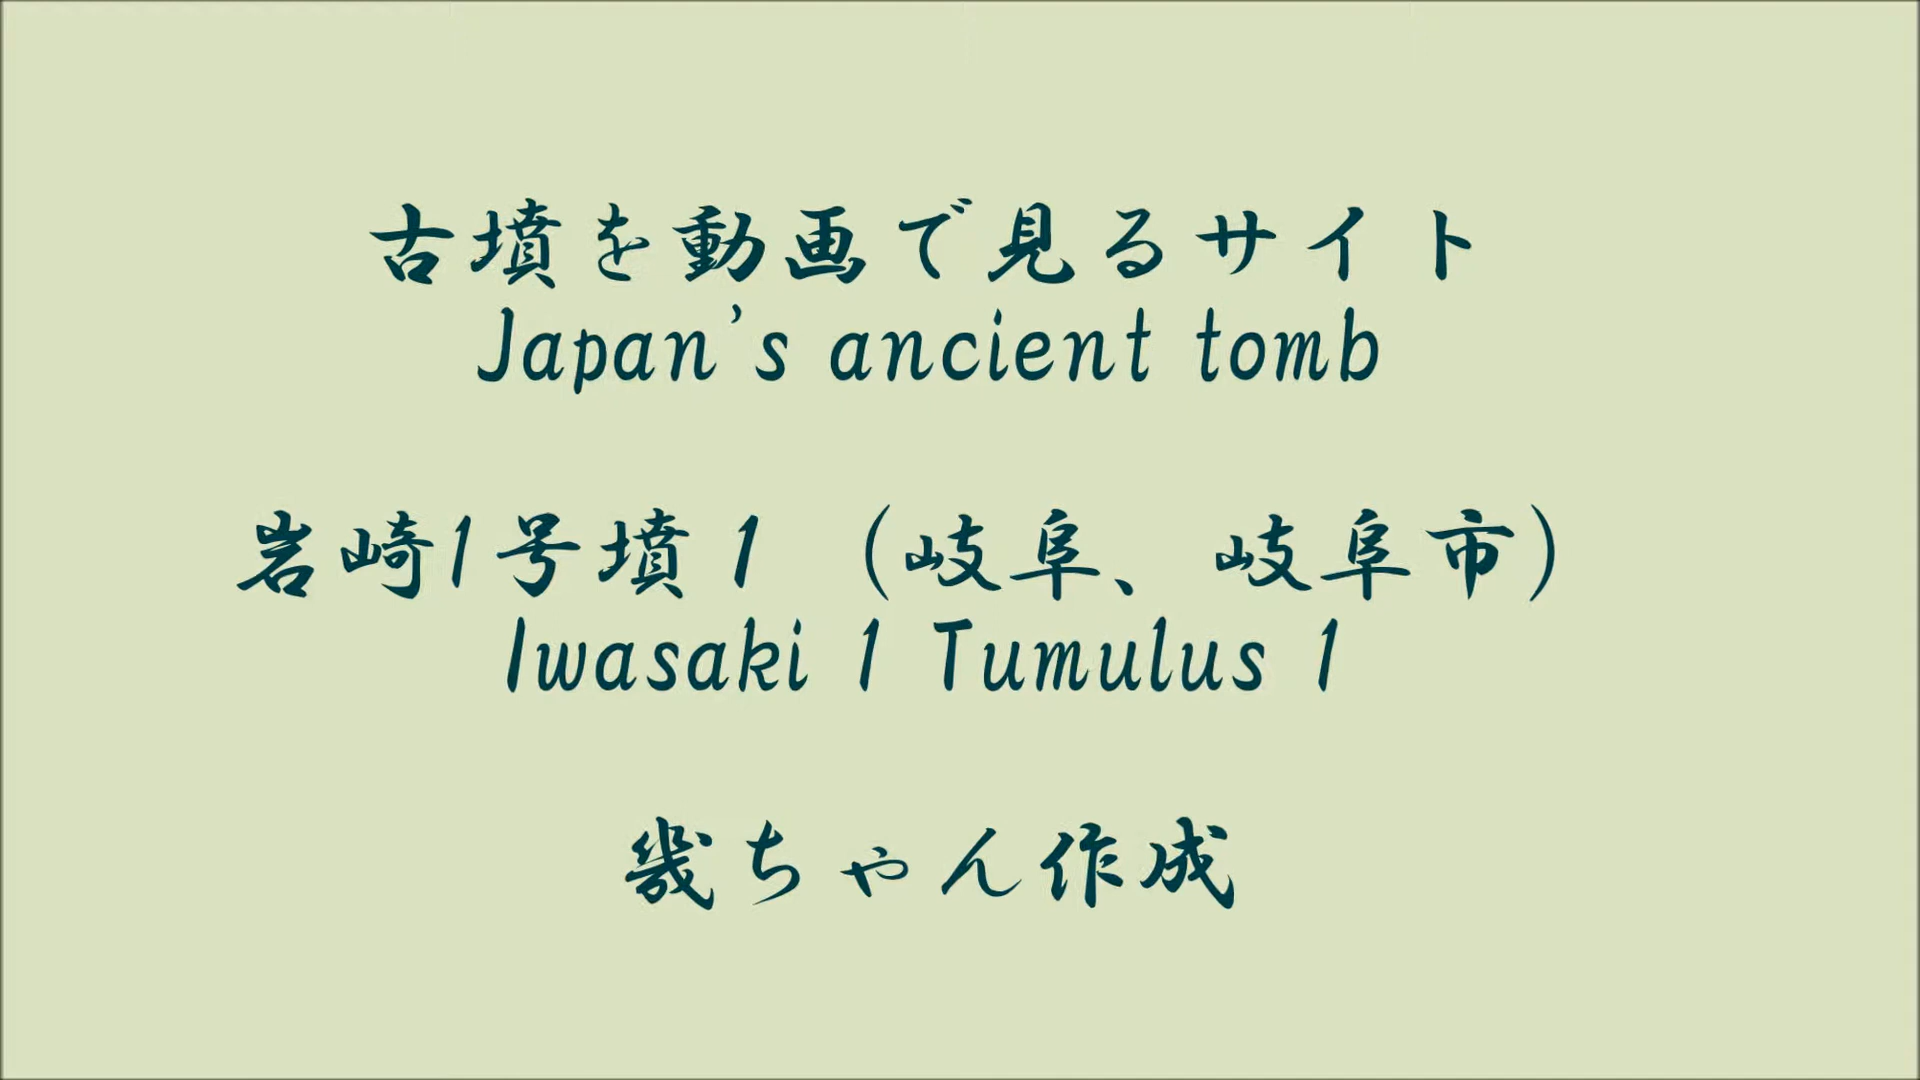 古墳を動画で見るサイト
Japan's ancient tomb
岩崎1号墳１（岐阜、岐阜市）
Iwasaki 1 Tumulus 1
幾ちゃん作成